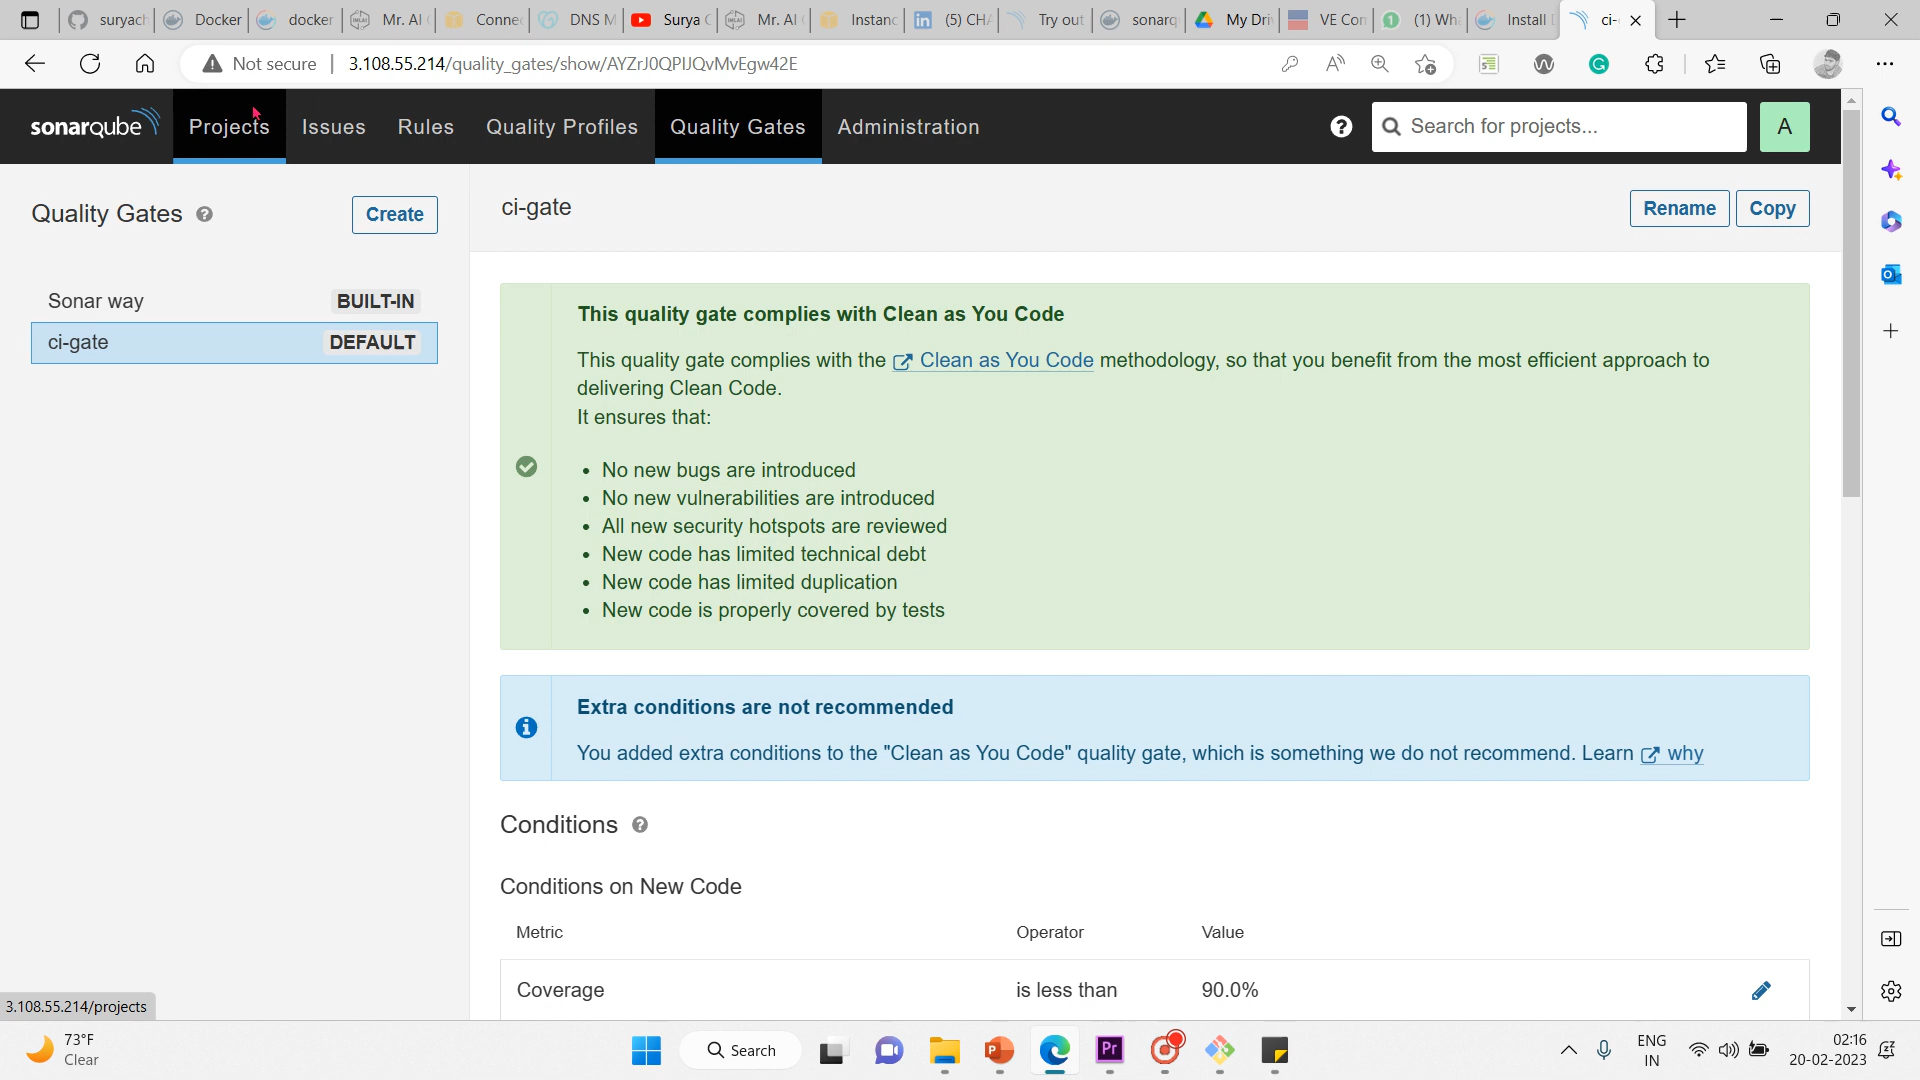 suryach Docker docker Mr. AI Connec DNS M Surya C Mr. AI Instanc (5) CHA Try out sonarq My Dri VE Con (1) Wha Install ci-
Not secure 3.108.55.214/quality_gates/show/AYZrJ0QPIJQvMvEgw42E
sonarqube Projects Issues Rules Quality Profiles Quality Gates Administration Search for projects... A
Quality Gates Create
Sonar way BUILT-IN
ci-gate DEFAULT
ci-gate Rename Copy
This quality gate complies with Clean as You Code
This quality gate complies with the Clean as You Code methodology, so that you benefit from the most efficient approach to
delivering Clean Code.
It ensures that:
• No new bugs are introduced
• No new vulnerabilities are introduced
• All new security hotspots are reviewed
• New code has limited technical debt
• New code has limited duplication
• New code is properly covered by tests
Extra conditions are not recommended
You added extra conditions to the "Clean as You Code" quality gate, which is something we do not recommend. Learn why
Conditions
Conditions on New Code
Metric Operator Value
Coverage is less than 90.0%
3.108.55.214/projects
73°F
Clear
Search
ENG
IN
02:16
20-02-2023